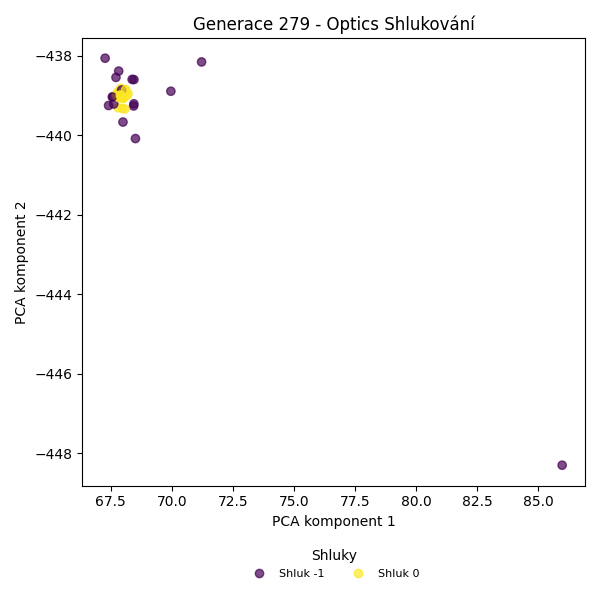 Generace 279 - Optics Shlukování
PCA komponent 2
−438
−440
−442
−444
−446
−448
67.5 70.0 72.5 75.0 77.5 80.0 82.5 85.0
PCA komponent 1
Shluky
Shluk -1 Shluk 0